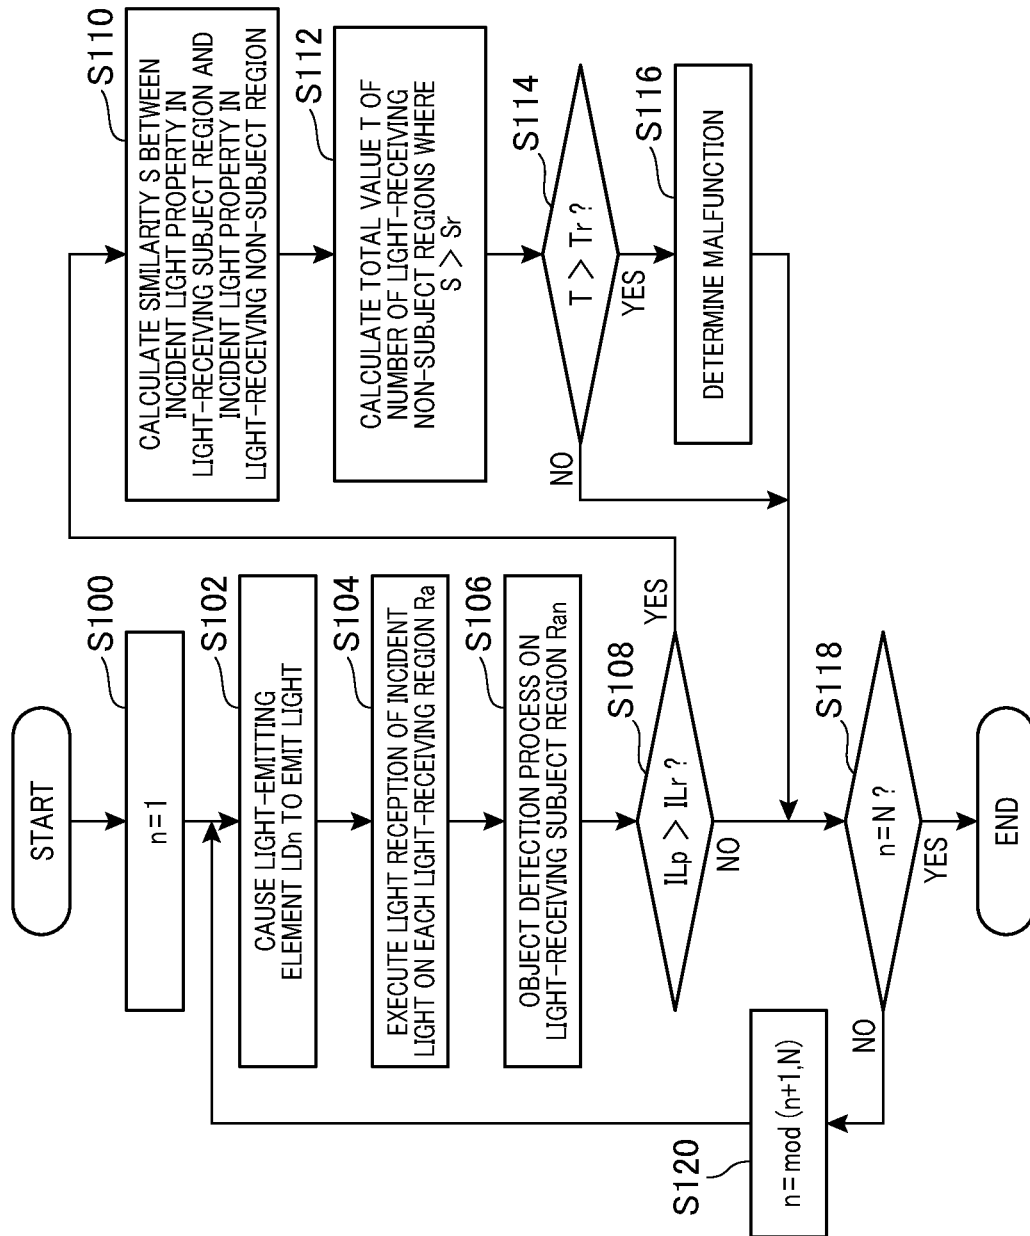 START
S100
n=1
S102
CAUSE LIGHT-EMITTING
ELEMENT LDn TO EMIT LIGHT
S104
EXECUTE LIGHT RECEPTION OF INCIDENT
LIGHT ON EACH LIGHT-RECEIVING REGION Ra
S106
OBJECT DETECTION PROCESS ON
LIGHT-RECEIVING SUBJECT REGION Ran
S108
ILp > ILr ?
YES
NO
S110
CALCULATE SIMILARITY S BETWEEN
INCIDENT LIGHT PROPERTY IN
LIGHT-RECEIVING SUBJECT REGION AND
INCIDENT LIGHT PROPERTY IN
LIGHT-RECEIVING NON-SUBJECT REGION
S112
CALCULATE TOTAL VALUE T OF
NUMBER OF LIGHT-RECEIVING
NON-SUBJECT REGIONS WHERE
S > Sr
S114
T > Tr ?
NO
YES
S116
DETERMINE MALFUNCTION
S118
n=N ?
NO
YES
S120
n=mod (n+1,N)
END